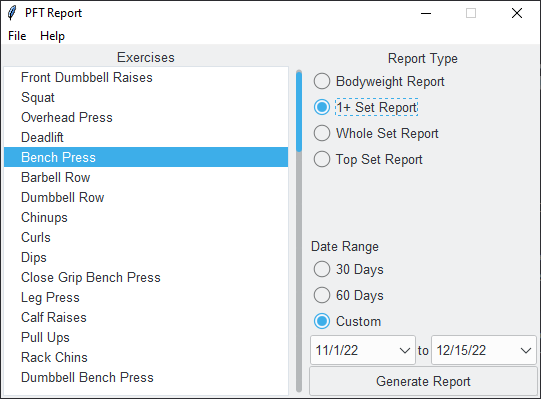 PFT Report
File Help
Exercises
Front Dumbbell Raises
Squat
Overhead Press
Deadlift
Bench Press
Barbell Row
Dumbbell Row
Chinups
Curls
Dips
Close Grip Bench Press
Leg Press
Calf Raises
Pull Ups
Rack Chins
Dumbbell Bench Press
Report Type
Bodyweight Report
1+ Set Report
Whole Set Report
Top Set Report
Date Range
30 Days
60 Days
Custom
11/1/22 to 12/15/22
Generate Report